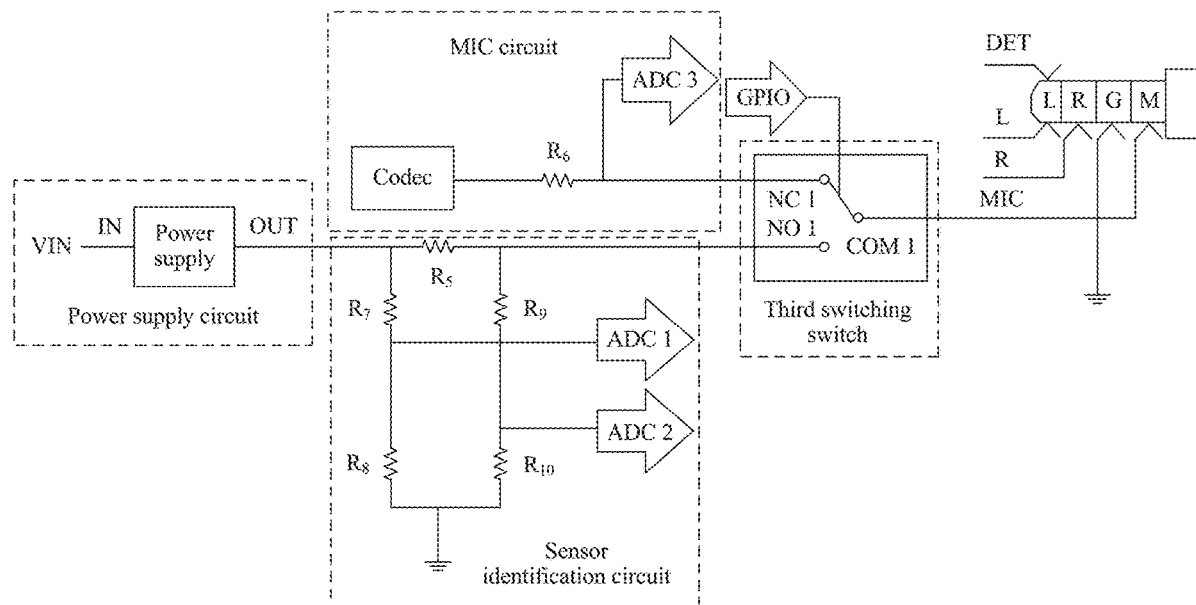 MIC circuit
ADC 3
GPIO
DET
L R G M
L
R
MIC
Codec
R6
NC 1
NO 1
COM 1
Third switching
switch
VIN
IN
Power
supply
OUT
Power supply circuit
R5
R7
R9
ADC 1
ADC 2
R8
R10
Sensor
identification circuit